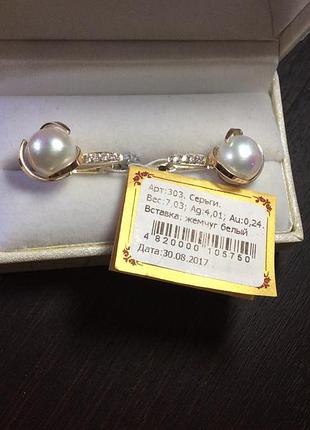 Арт:303. Серьги.
Вес:7,03; Ag:4,01; Au:0,24.
Вставка: жемчуг белый
4 820000 105750
Дата:30.08.2017